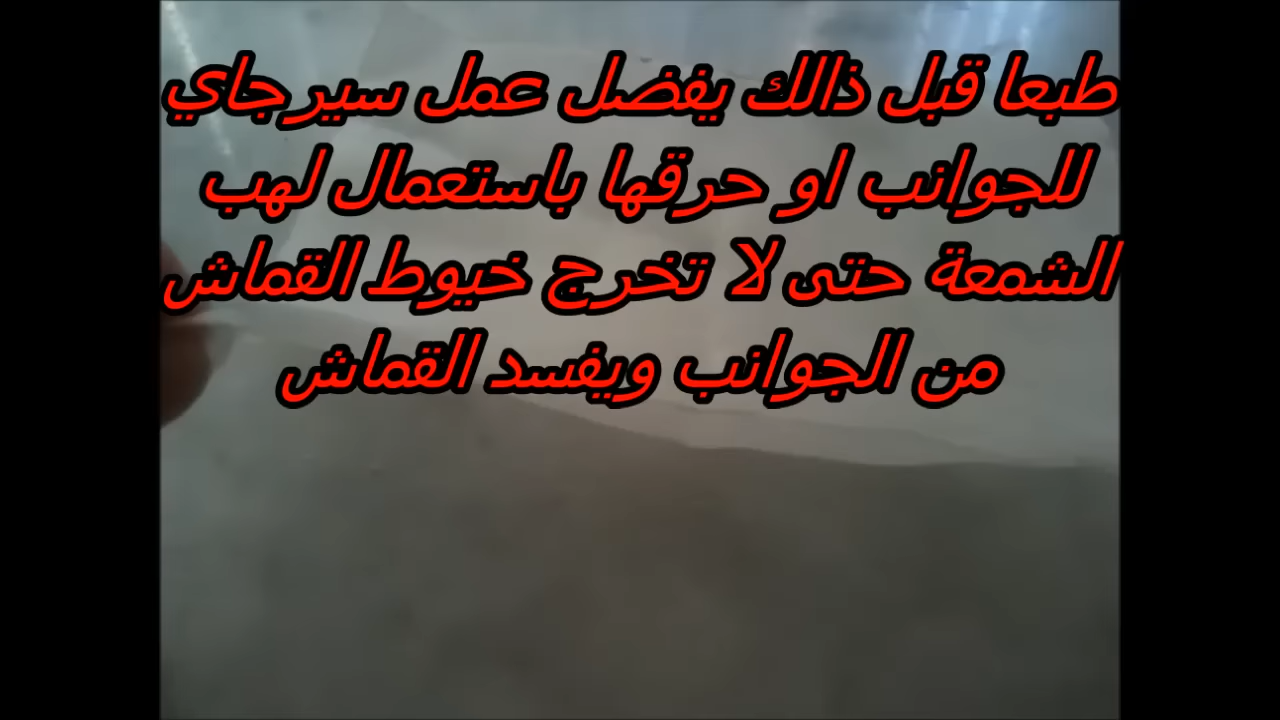 طبعا قبل ذالك يفضل عمل سيرجاي
للجوانب او حرقها باستعمال لهب
الشمعة حتى لا تخرج خيوط القماش
من الجوانب ويفسد القماش